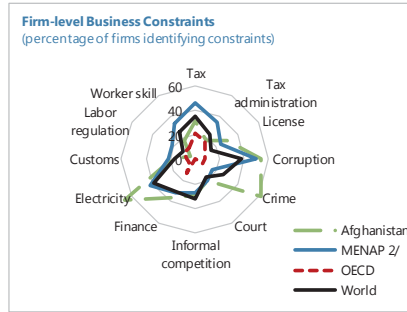 Firm-level Business Constraints
(percentage of firms identifying constraints)
60
40
20
0
Tax
Tax
administration
License
Corruption
Crime
Court
Informal
competition
Finance
Electricity
Customs
Labor
regulation
Worker skill
Afghanistan
MENAP 2/
OECD
World